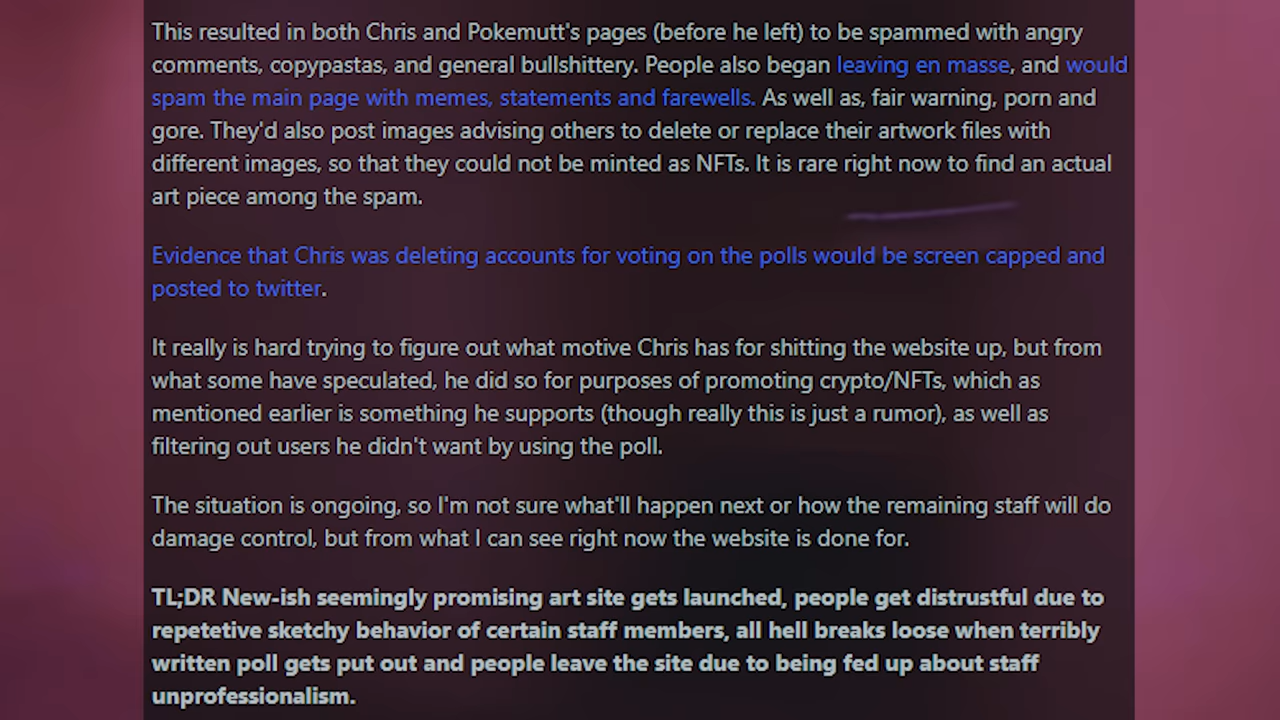 This resulted in both Chris and Pokemutt's pages (before he left) to be spammed with angry
comments, copypastas, and general bullshittery. People also began leaving en masse, and would
spam the main page with memes, statements and farewells. As well as, fair warning, porn and
gore. They'd also post images advising others to delete or replace their artwork files with
different images, so that they could not be minted as NFTs. It is rare right now to find an actual
art piece among the spam.
Evidence that Chris was deleting accounts for voting on the polls would be screen capped and
posted to twitter.
It really is hard trying to figure out what motive Chris has for shitting the website up, but from
what some have speculated, he did so for purposes of promoting crypto/NFTs, which as
mentioned earlier is something he supports (though really this is just a rumor), as well as
filtering out users he didn't want by using the poll.
The situation is ongoing, so I'm not sure what'll happen next or how the remaining staff will do
damage control, but from what I can see right now the website is done for.
TL;DR New-ish seemingly promising art site gets launched, people get distrustful due to
repetetive sketchy behavior of certain staff members, all hell breaks loose when terribly
written poll gets put out and people leave the site due to being fed up about staff
unprofessionalism.